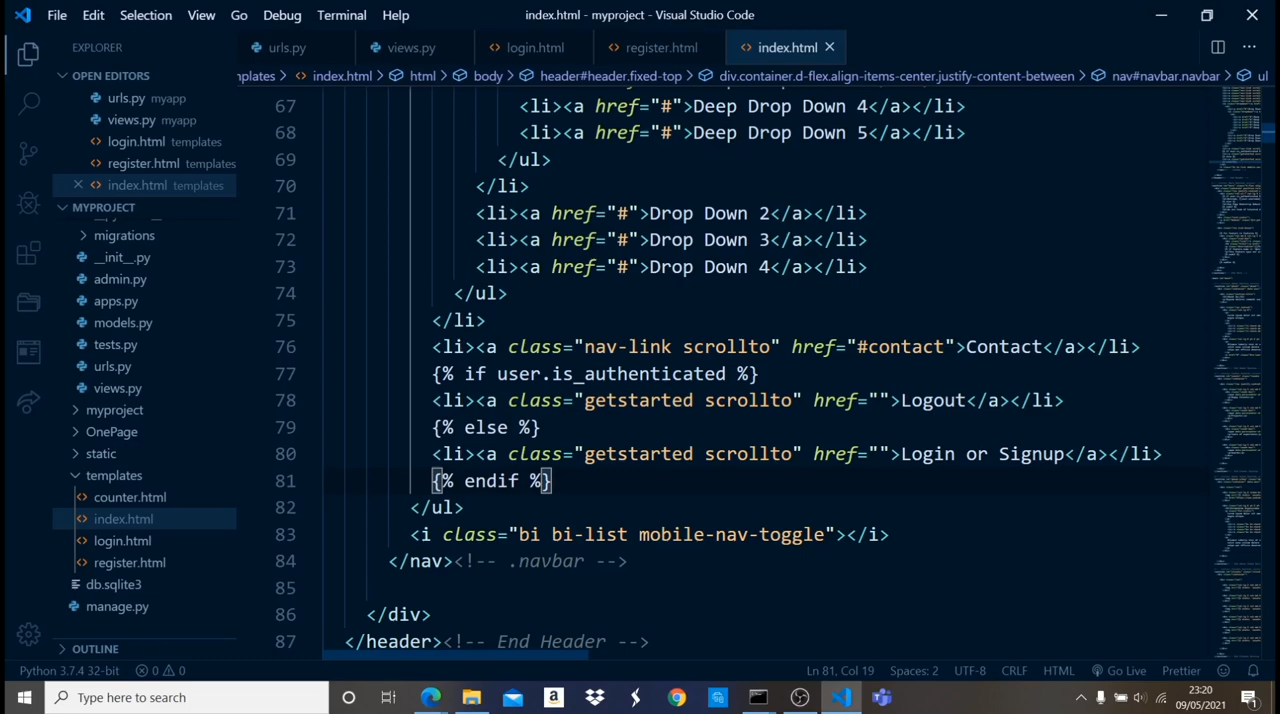 File Edit Selection View Go Debug Terminal Help index.html - myproject - Visual Studio Code
EXPLORER
OPEN EDITORS
urls.py myapp
views.py myapp
login.html templates
register.html templates
index.html templates
MYPROJECT
migrations
__init__.py
admin.py
apps.py
models.py
tests.py
urls.py
views.py
myproject
OnePage
static
templates
counter.html
index.html
login.html
register.html
db.sqlite3
manage.py
OUTLINE
urls.py views.py login.html register.html index.html
mplates > index.html > html > body > header#header.fixed-top > div.container.d-flex.align-items-center.justify-content-between > nav#navbar.navbar > ul
67 <li><a href="#">Deep Drop Down 4</a></li>
68 <li><a href="#">Deep Drop Down 5</a></li>
69 </ul>
70 </li>
71 <li><a href="#">Drop Down 2</a></li>
72 <li><a href="#">Drop Down 3</a></li>
73 <li><a href="#">Drop Down 4</a></li>
74 </ul>
75 </li>
76 <li><a class="nav-link scrollto" href="#contact">Contact</a></li>
77 {% if user.is_authenticated %}
78 <li><a class="getstarted scrollto" href="">Logout</a></li>
79 {% else %}
80 <li><a class="getstarted scrollto" href="">Login or Signup</a></li>
81 {% endif %}
82 </ul>
83 <i class="bi bi-list mobile-nav-toggle"></i>
84 </nav><!-- .navbar -->
85
86 </div>
87 </header><!-- End Header -->
Python 3.7.4 32-bit 0 0 Ln 81, Col 19 Spaces: 2 UTF-8 CRLF HTML Go Live Prettier
Type here to search
23:20
09/05/2021